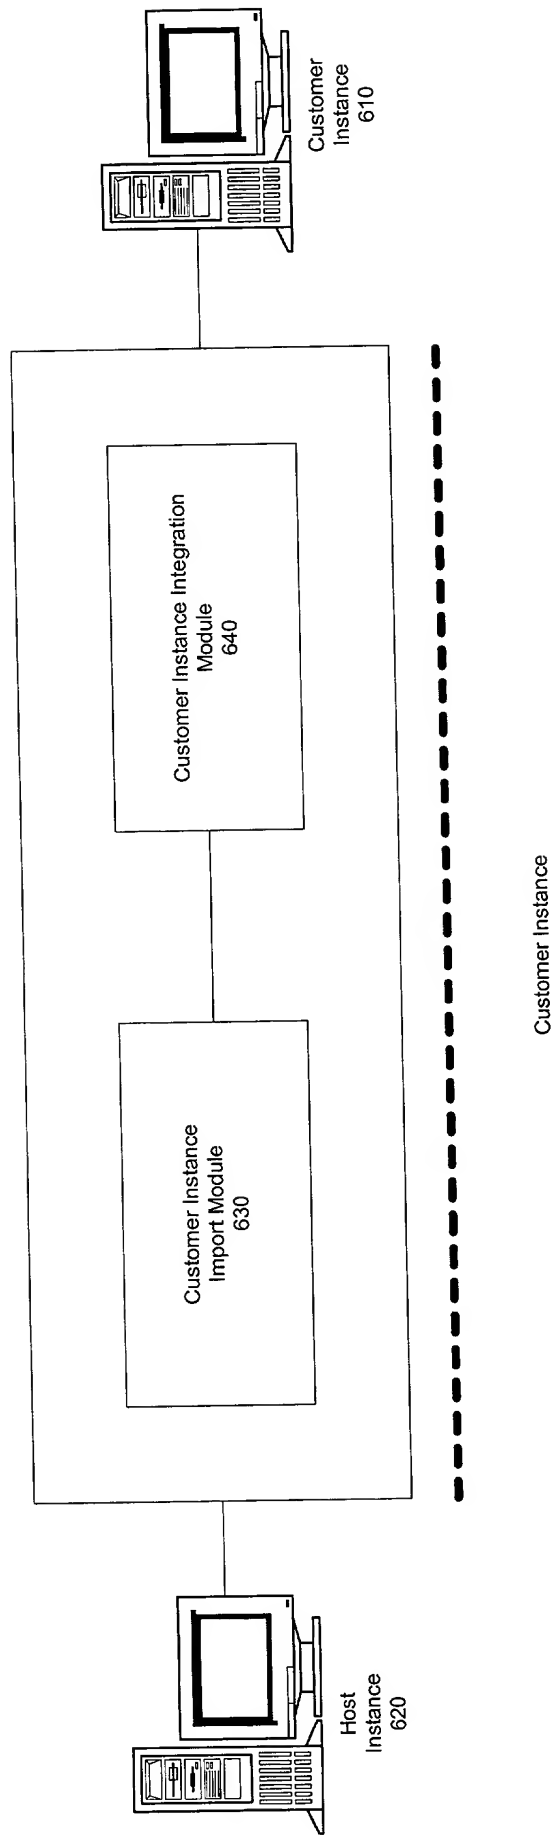 Host
Instance
620
Customer Instance
Import Module
630
Customer Instance Integration
Module
640
Customer
Instance
610
Customer Instance